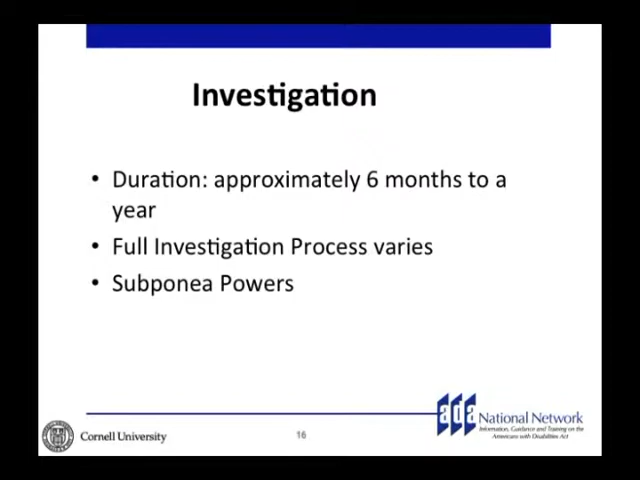 Investigation
• Duration: approximately 6 months to a
year
• Full Investigation Process varies
• Subponea Powers
Cornell University
16
ada National Network
Information, Guidance and Training on the
Americans with Disabilities Act